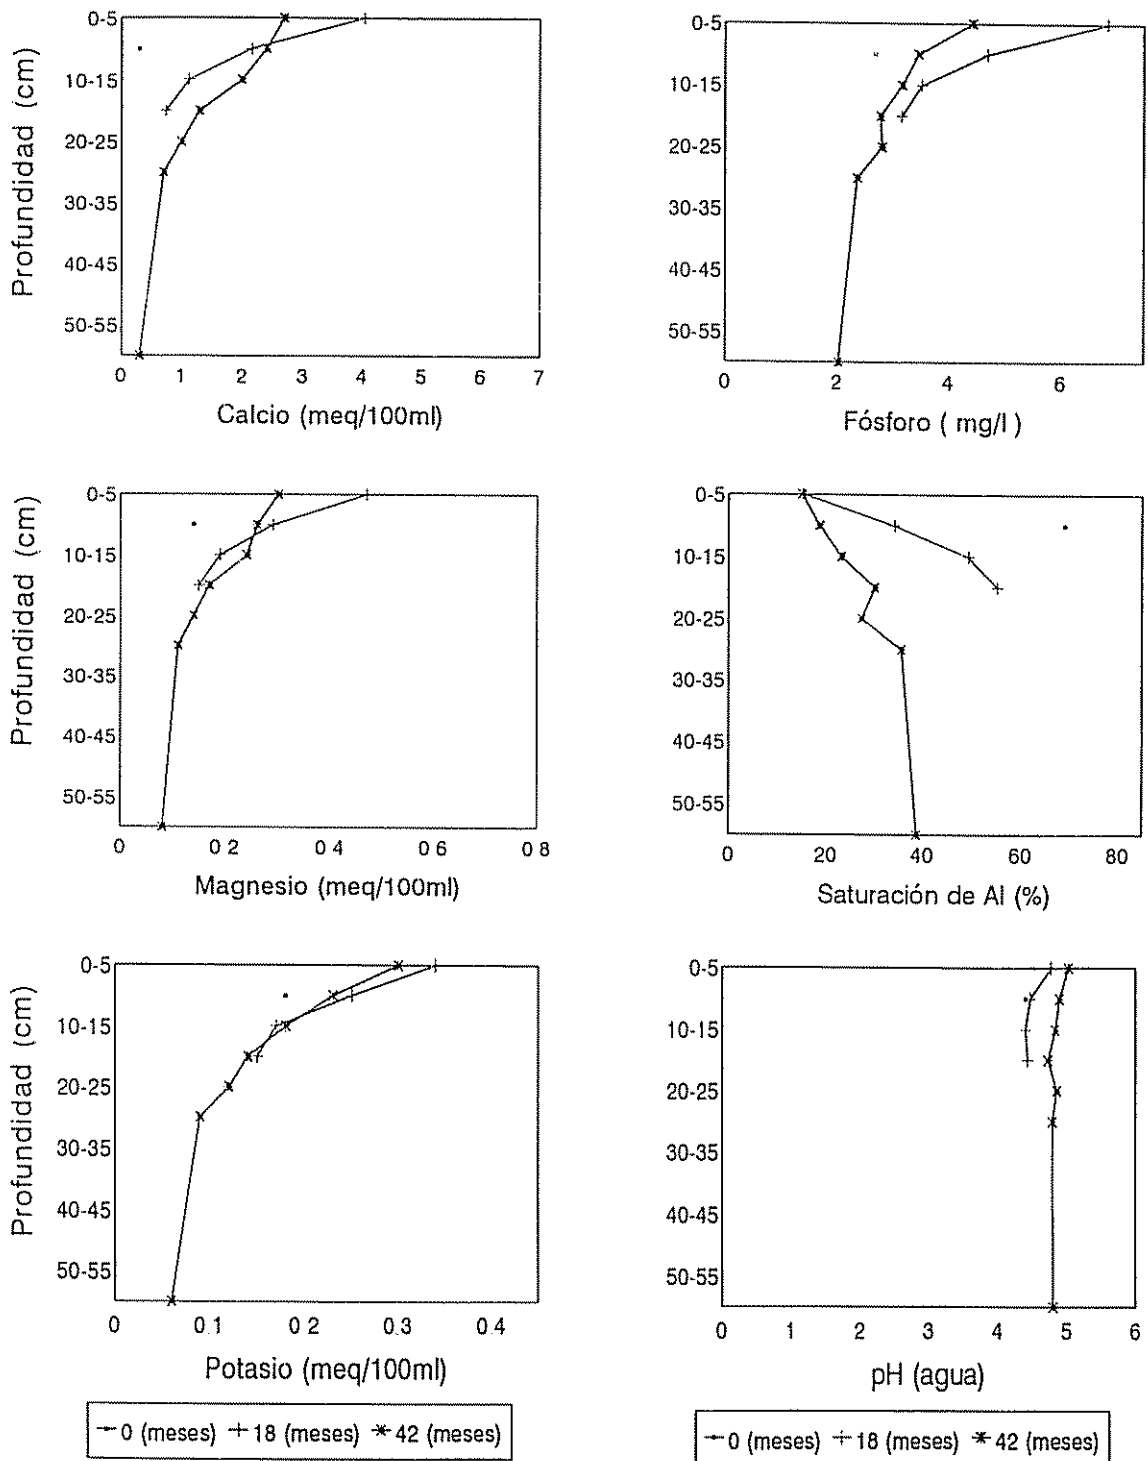 0-5
10-15
20-25
30-35
40-45
50-55
Profundidad (cm)
0 1 2 3 4 5 6 7
Calcio (meq/100ml)
0-5
10-15
20-25
30-35
40-45
50-55
0 2 4 6
Fósforo ( mg/l )
0-5
10-15
20-25
30-35
40-45
50-55
Profundidad (cm)
0 0 2 0 4 0 6 0 8
Magnesio (meq/100ml)
0-5
10-15
20-25
30-35
40-45
50-55
0 20 40 60 80
Saturación de Al (%)
0-5
10-15
20-25
30-35
40-45
50-55
Profundidad (cm)
0 0 1 0 2 0.3 0 4
Potasio (meq/100ml)
0-5
10-15
20-25
30-35
40-45
50-55
0 1 2 3 4 5 6
pH (agua)
0 (meses) 18 (meses) 42 (meses)
0 (meses) 18 (meses) 42 (meses)